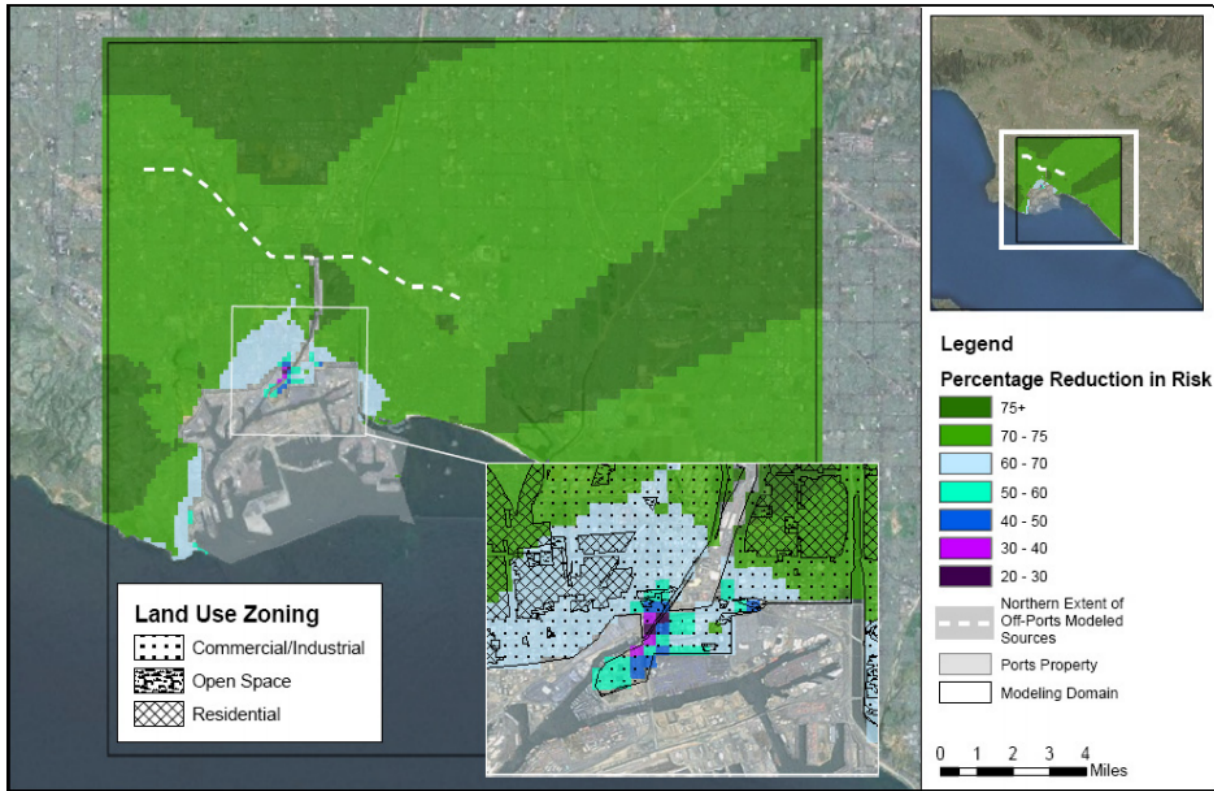 Land Use Zoning
Commercial/Industrial
Open Space
Residential
Legend
Percentage Reduction in Risk
75+
70 - 75
60 - 70
50 - 60
40 - 50
30 - 40
20 - 30
Northern Extent of
Off-Ports Modeled
Sources
Ports Property
Modeling Domain
0 1 2 3 4
Miles